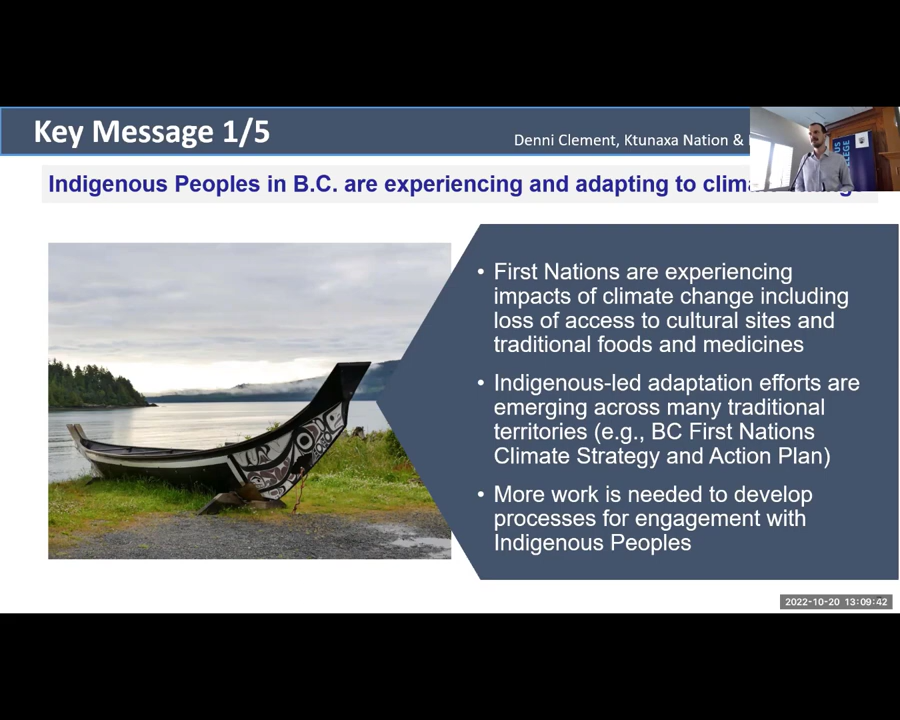 Key Message 1/5
Denni Clement, Ktunaxa Nation &
Indigenous Peoples in B.C. are experiencing and adapting to
• First Nations are experiencing
impacts of climate change including
loss of access to cultural sites and
traditional foods and medicines
• Indigenous-led adaptation efforts are
emerging across many traditional
territories (e.g., BC First Nations
Climate Strategy and Action Plan)
• More work is needed to develop
processes for engagement with
Indigenous Peoples
2022-10-20 13:09:42